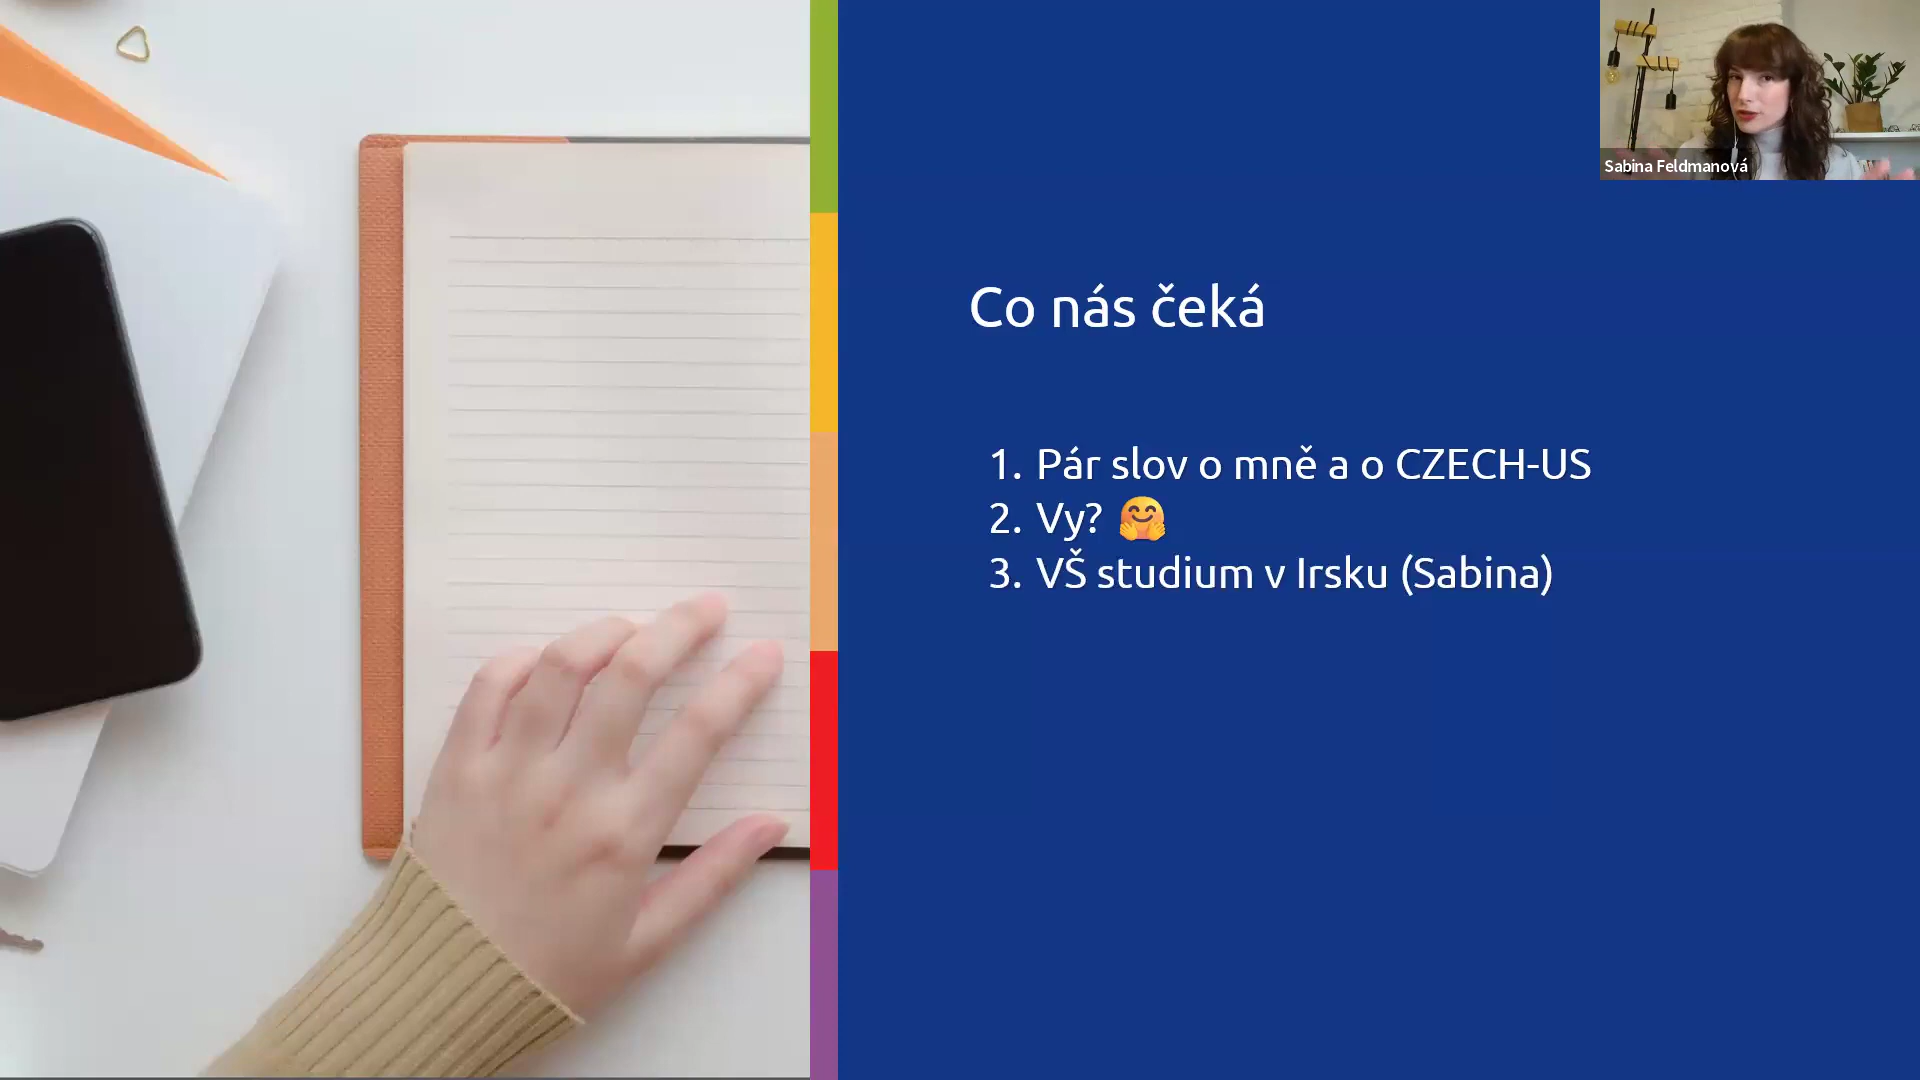 Sabina Feldmanová
Co nás čeká
1. Pár slov o mně a o CZECH-US
2. Vy? 🤗
3. VŠ studium v Irsku (Sabina)